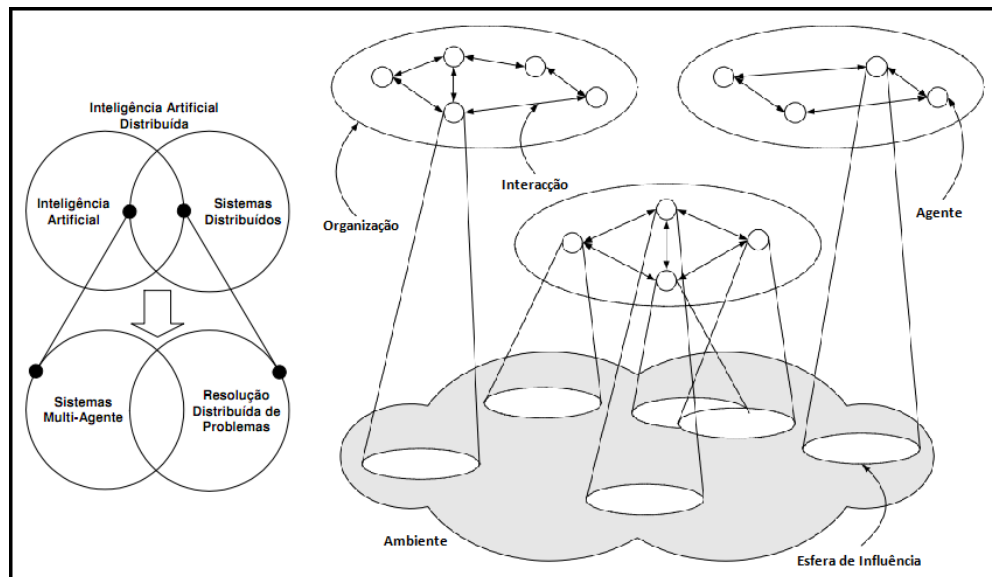 Inteligência Artificial
Distribuída
Inteligência
Artificial
Sistemas
Distribuídos
Sistemas
Multi-Agente
Resolução
Distribuída de
Problemas
Organização
Interacção
Agente
Ambiente
Esfera de Influência